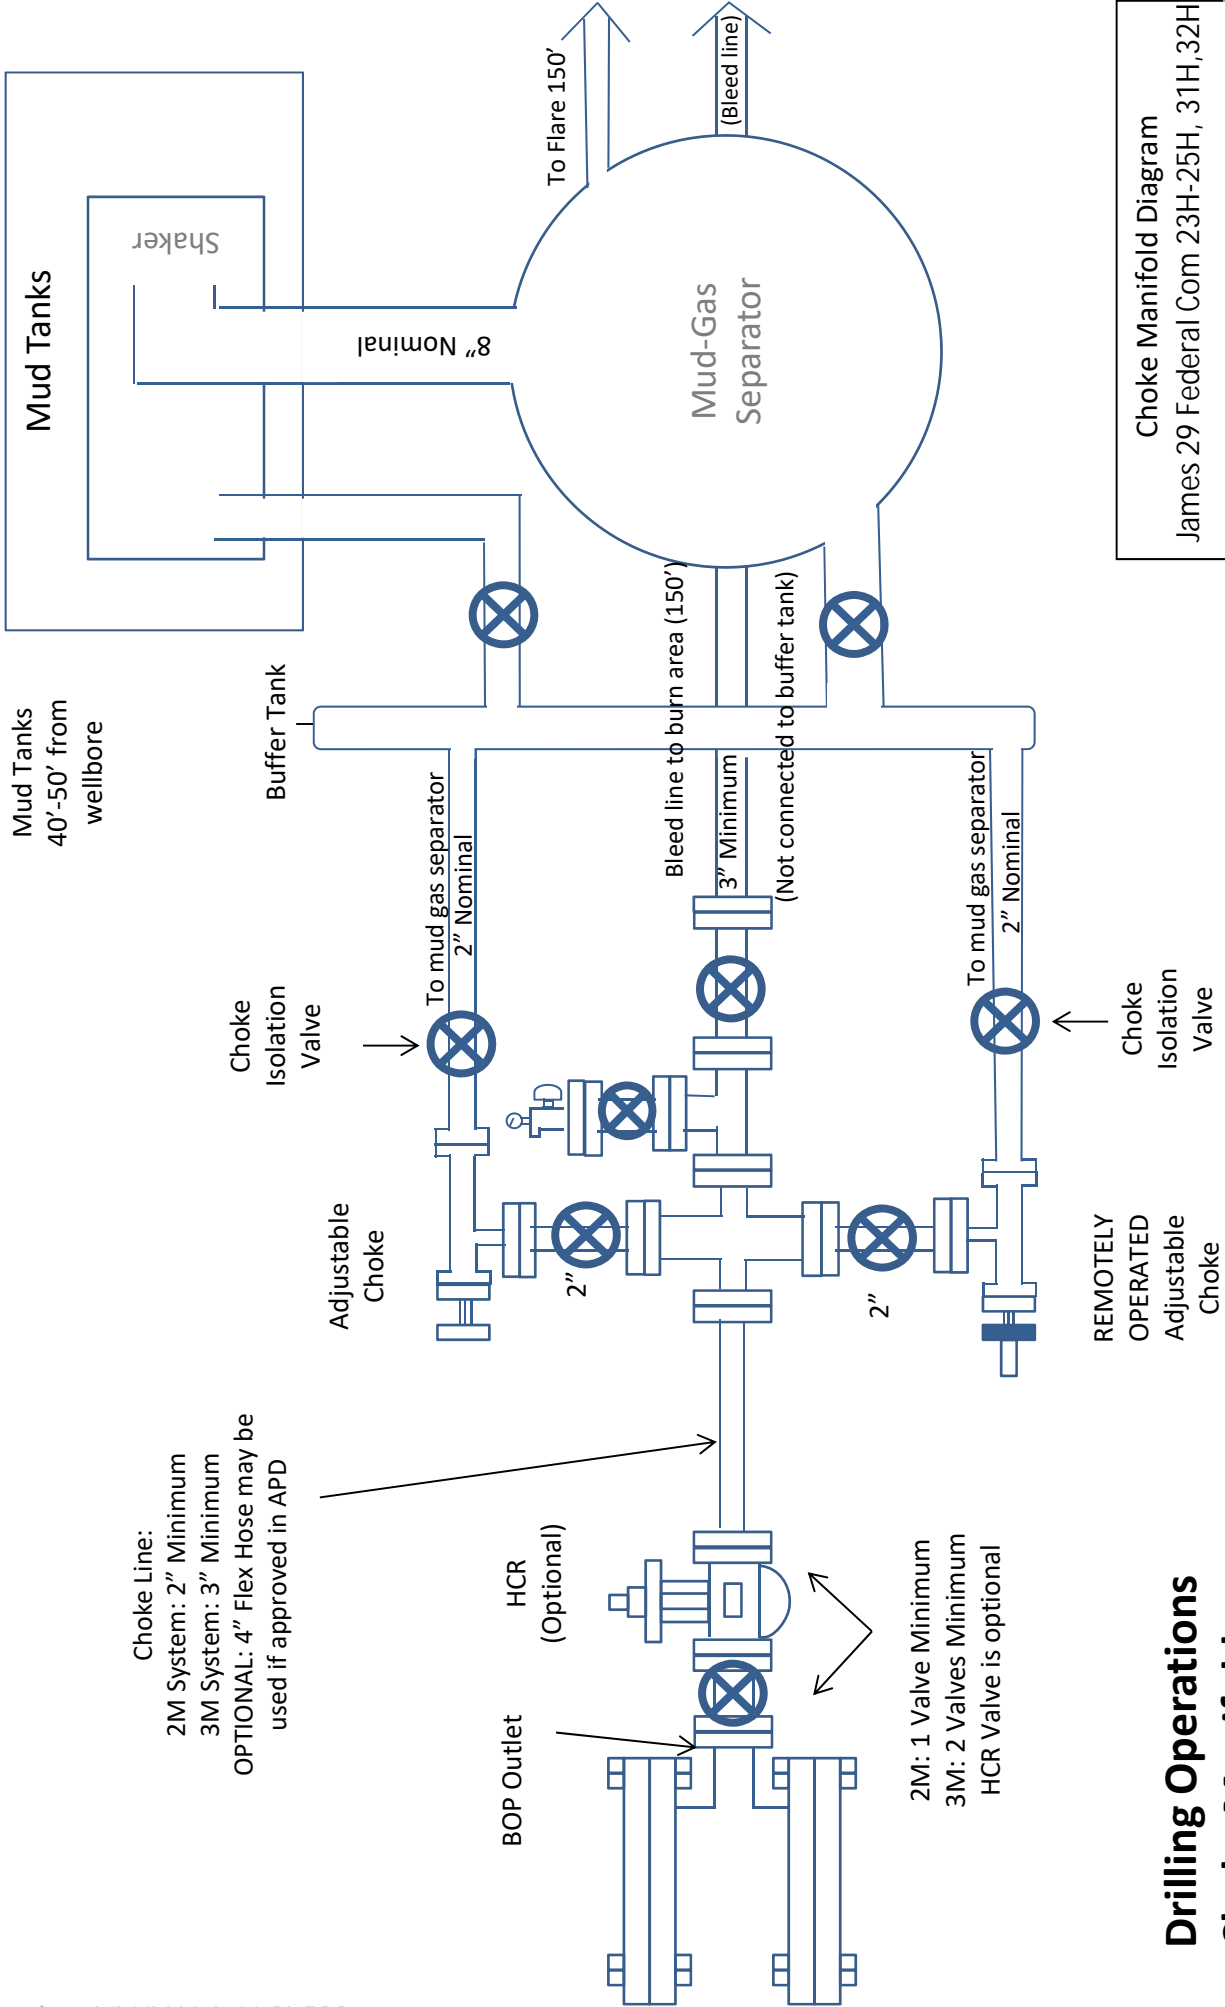 Mud Tanks
Shaker
8” Nominal
To Flare 150’
(Bleed line)
Mud-Gas
Separator
Mud Tanks
40’-50’ from
wellbore
Buffer Tank
Bleed line to burn area (150’)
3” Minimum
(Not connected to buffer tank)
To mud gas separator
2” Nominal
To mud gas separator
2” Nominal
Choke
Isolation
Valve
Choke
Isolation
Valve
Adjustable
Choke
2”
2”
REMOTELY
OPERATED
Adjustable
Choke
Choke Line:
2M System: 2” Minimum
3M System: 3” Minimum
OPTIONAL: 4” Flex Hose may be
used if approved in APD
HCR
(Optional)
BOP Outlet
2M: 1 Valve Minimum
3M: 2 Valves Minimum
HCR Valve is optional
Drilling Operations
Choke Manifold Diagram
James 29 Federal Com 23H-25H, 31H,32H